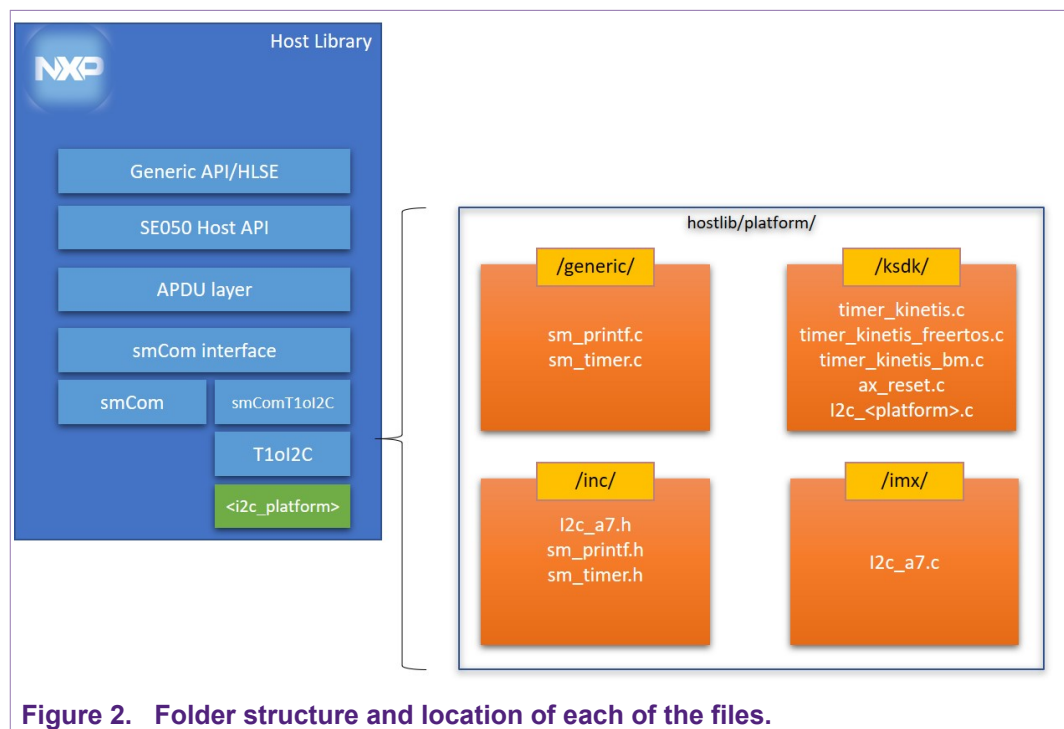 Host Library
NXP
Generic API/HLSE
SE050 Host API
APDU layer
smCom interface
smCom
smComT1oI2C
T1oI2C
<i2c_platform>
hostlib/platform/
/generic/
sm_printf.c
sm_timer.c
/ksdk/
timer_kinetis.c
timer_kinetis_freertos.c
timer_kinetis_bm.c
ax_reset.c
I2c_<platform>.c
/inc/
I2c_a7.h
sm_printf.h
sm_timer.h
/imx/
I2c_a7.c
Figure 2. Folder structure and location of each of the files.